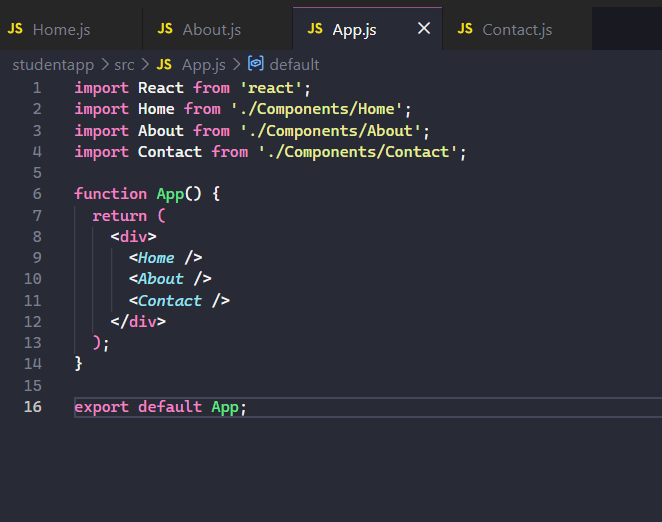 JS Home.js JS About.js JS App.js × JS Contact.js
studentapp > src > JS App.js > default
1 import React from 'react';
2 import Home from './Components/Home';
3 import About from './Components/About';
4 import Contact from './Components/Contact';
5
6 function App() {
7   return (
8     <div>
9       <Home />
10       <About />
11       <Contact />
12     </div>
13   );
14 }
15
16 export default App;